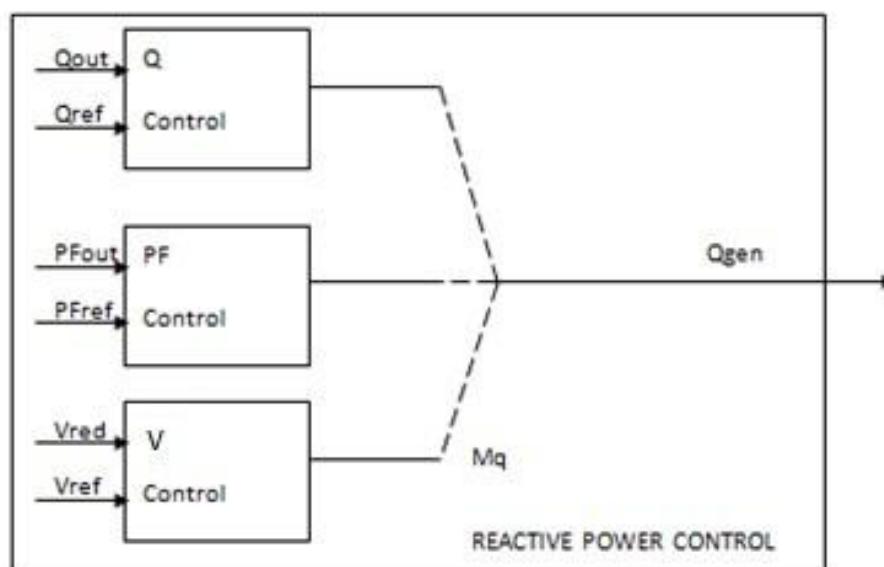 Qout
Q
Qref
Control
PFout
PF
Qgen
PFref
Control
Vred
V
Mq
Vref
Control
REACTIVE POWER CONTROL